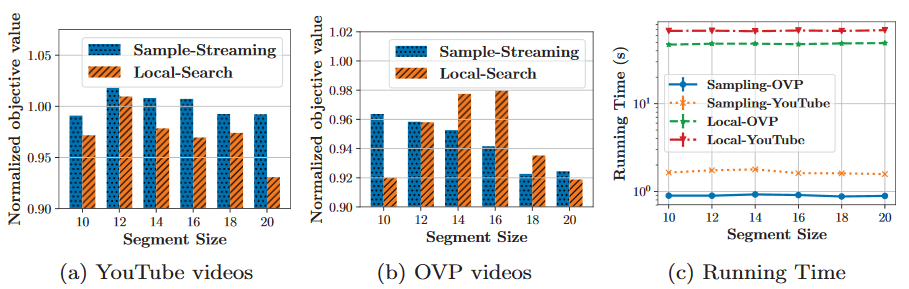 Normalized objective value
1.05
1.00
0.95
0.90
Sample-Streaming
Local-Search
10 12 14 16 18 20
Segment Size
(a) YouTube videos
Normalized objective value
1.02
1.00
0.98
0.96
0.94
0.92
0.90
Sample-Streaming
Local-Search
10 12 14 16 18 20
Segment Size
(b) OVP videos
Running Time (s)
10¹
10⁰
Sampling-OVP
Sampling-YouTube
Local-OVP
Local-YouTube
10 12 14 16 18 20
Segment Size
(c) Running Time